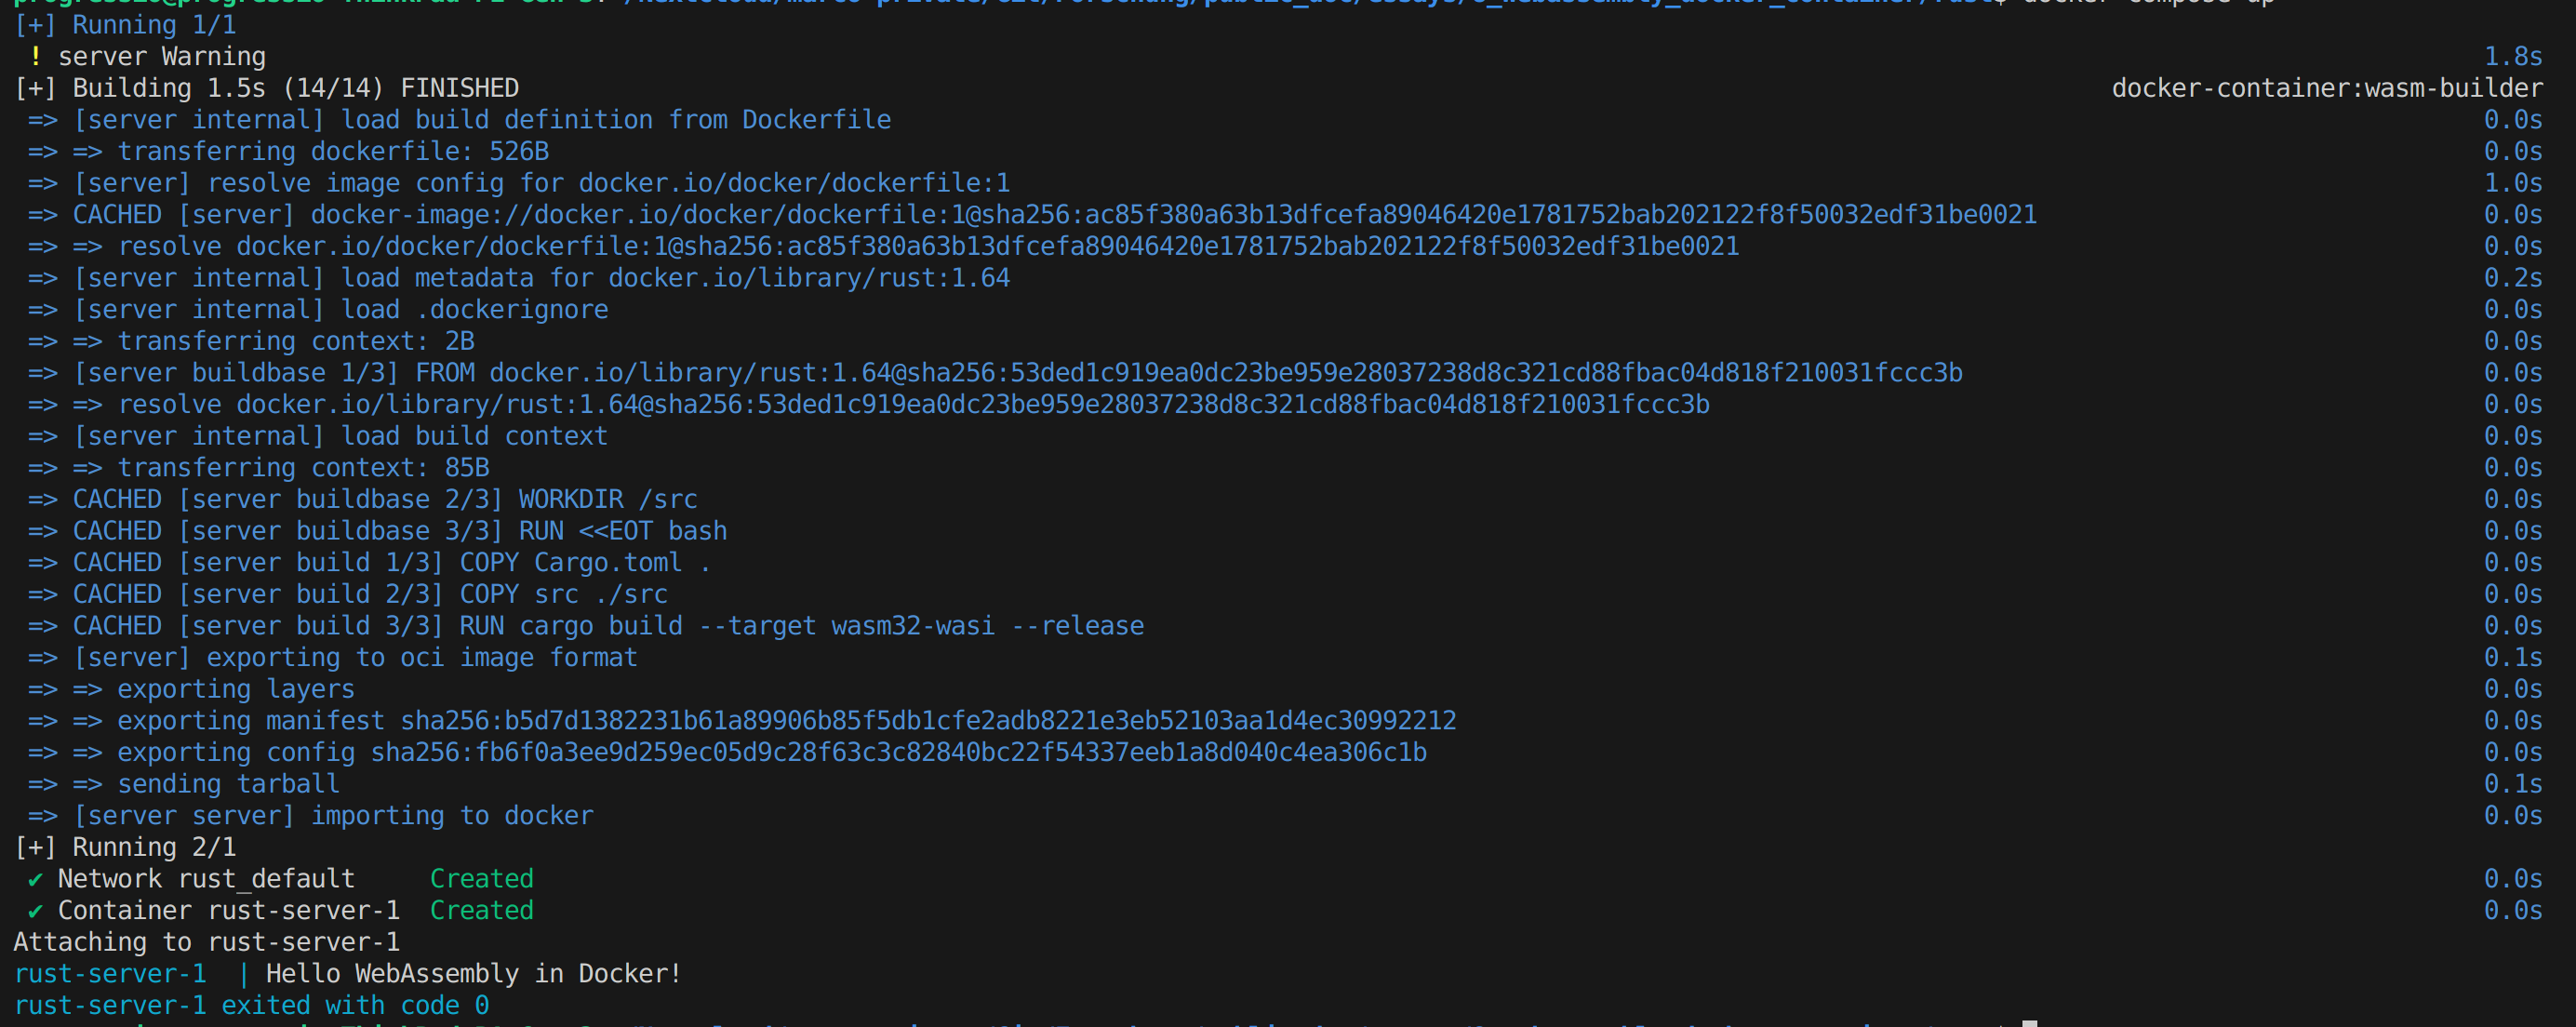 [+] Running 1/1
! server Warning 1.8s
[+] Building 1.5s (14/14) FINISHED docker-container:wasm-builder
=> [server internal] load build definition from Dockerfile 0.0s
=> => transferring dockerfile: 526B 0.0s
=> [server] resolve image config for docker.io/docker/dockerfile:1 1.0s
=> CACHED [server] docker-image://docker.io/docker/dockerfile:1@sha256:ac85f380a63b13dfcefa89046420e1781752bab202122f8f50032edf31be0021 0.0s
=> => resolve docker.io/docker/dockerfile:1@sha256:ac85f380a63b13dfcefa89046420e1781752bab202122f8f50032edf31be0021 0.0s
=> [server internal] load metadata for docker.io/library/rust:1.64 0.2s
=> [server internal] load .dockerignore 0.0s
=> => transferring context: 2B 0.0s
=> [server buildbase 1/3] FROM docker.io/library/rust:1.64@sha256:53ded1c919ea0dc23be959e28037238d8c321cd88fbac04d818f210031fccc3b 0.0s
=> => resolve docker.io/library/rust:1.64@sha256:53ded1c919ea0dc23be959e28037238d8c321cd88fbac04d818f210031fccc3b 0.0s
=> [server internal] load build context 0.0s
=> => transferring context: 85B 0.0s
=> CACHED [server buildbase 2/3] WORKDIR /src 0.0s
=> CACHED [server buildbase 3/3] RUN <<EOT bash 0.0s
=> CACHED [server build 1/3] COPY Cargo.toml . 0.0s
=> CACHED [server build 2/3] COPY src ./src 0.0s
=> CACHED [server build 3/3] RUN cargo build --target wasm32-wasi --release 0.0s
=> [server] exporting to oci image format 0.1s
=> => exporting layers 0.0s
=> => exporting manifest sha256:b5d7d1382231b61a89906b85f5db1cfe2adb8221e3eb52103aa1d4ec30992212 0.0s
=> => exporting config sha256:fb6f0a3ee9d259ec05d9c28f63c3c82840bc22f54337eeb1a8d040c4ea306c1b 0.0s
=> => sending tarball 0.1s
=> [server server] importing to docker 0.0s
[+] Running 2/1
✔ Network rust_default Created 0.0s
✔ Container rust-server-1 Created 0.0s
Attaching to rust-server-1
rust-server-1 | Hello WebAssembly in Docker!
rust-server-1 exited with code 0